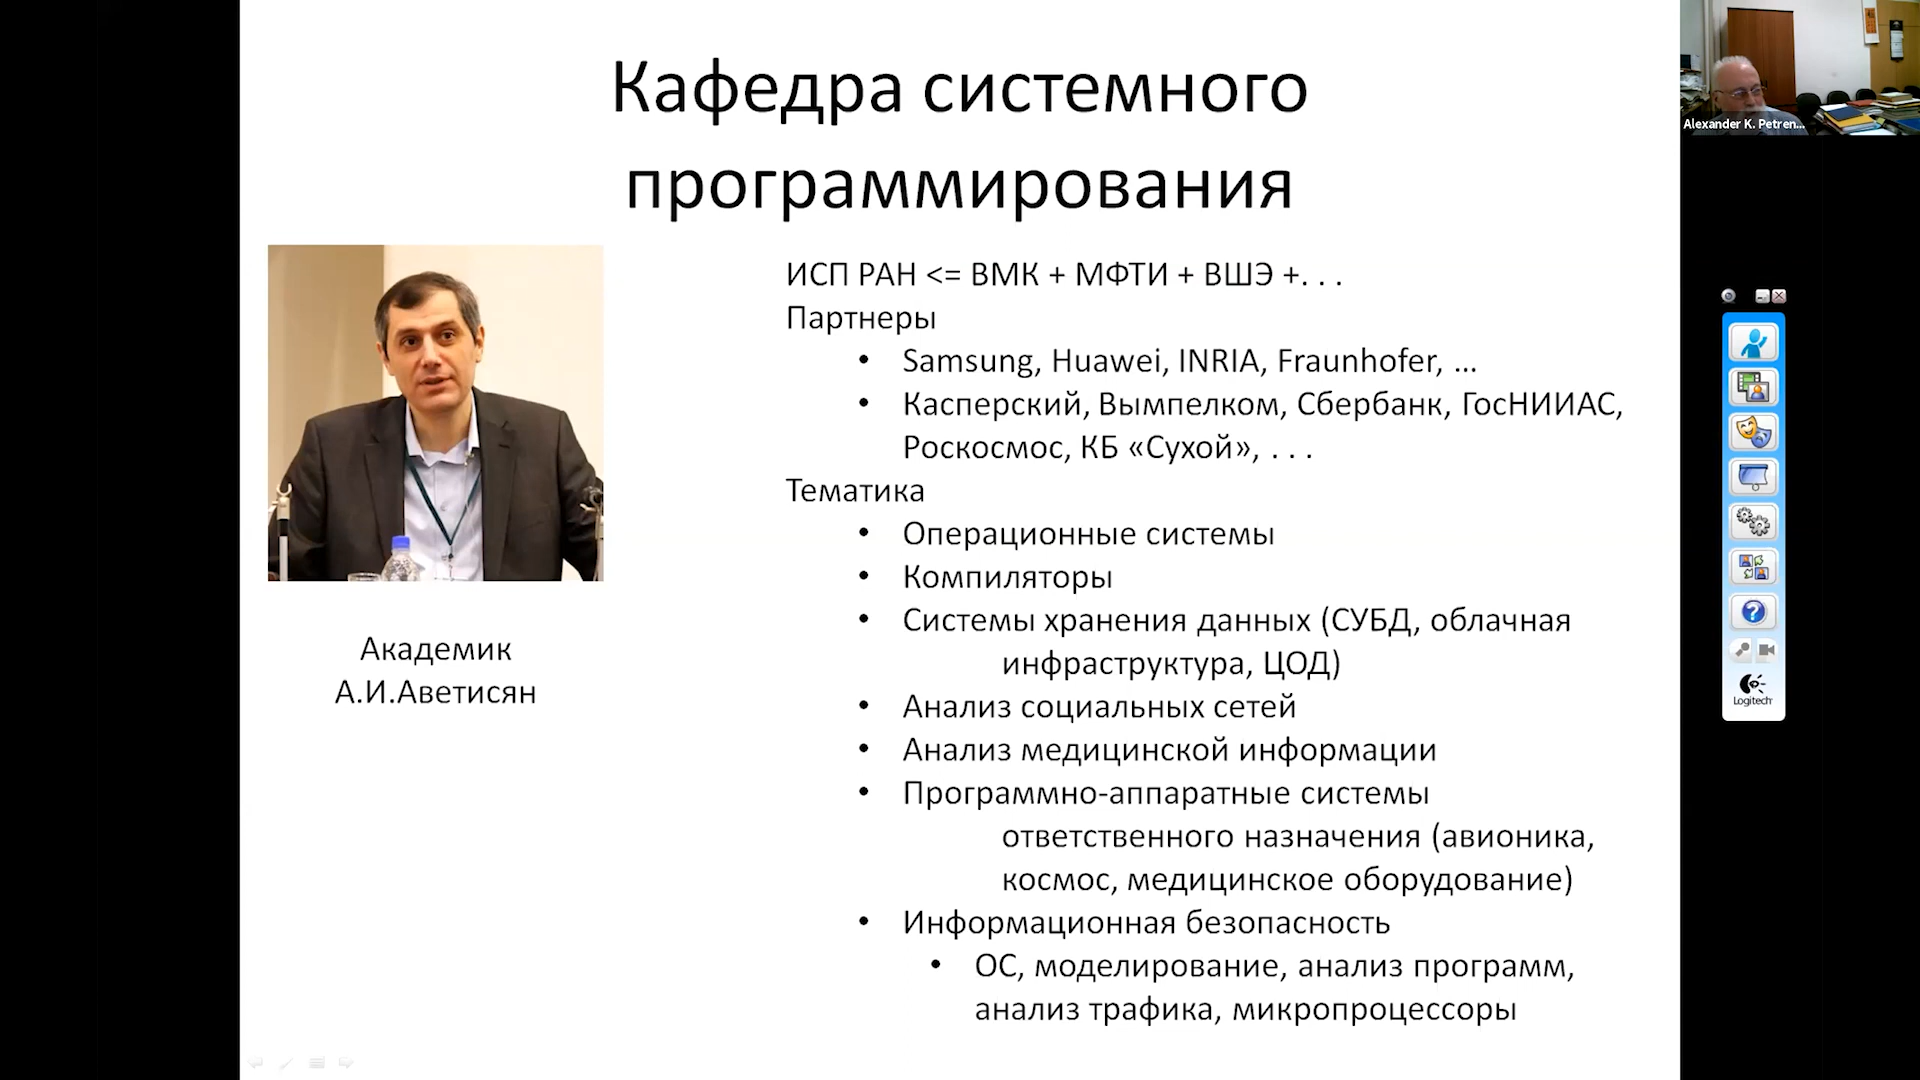 Кафедра системного
программирования
ИСП РАН <= ВМК + МФТИ + ВШЭ +. . .
Партнеры
• Samsung, Huawei, INRIA, Fraunhofer, ...
• Касперский, Вымпелком, Сбербанк, ГосНИИАС,
Роскосмос, КБ «Сухой», . . .
Тематика
• Операционные системы
• Компиляторы
• Системы хранения данных (СУБД, облачная
инфраструктура, ЦОД)
• Анализ социальных сетей
• Анализ медицинской информации
• Программно-аппаратные системы
ответственного назначения (авионика,
космос, медицинское оборудование)
• Информационная безопасность
• ОС, моделирование, анализ программ,
анализ трафика, микропроцессоры
Академик
А.И.Аветисян
Alexander K. Petren...
Logitech